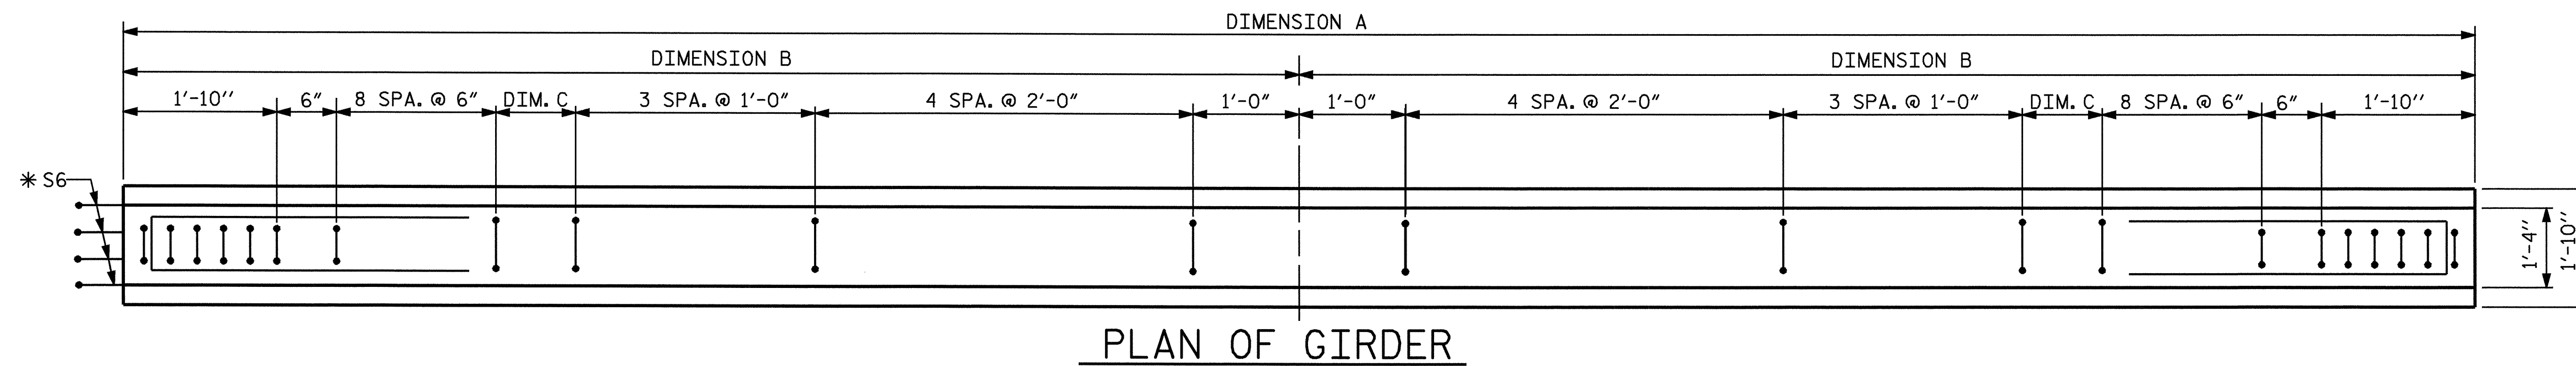 DIMENSION A
DIMENSION B DIMENSION B
1'-10" 6" 8 SPA. @ 6" DIM. C 3 SPA. @ 1'-0" 4 SPA. @ 2'-0" 1'-0" 1'-0" 4 SPA. @ 2'-0" 3 SPA. @ 1'-0" DIM. C 8 SPA. @ 6" 6" 1'-10"
* S6
1'-4"
1'-10"
PLAN OF GIRDER